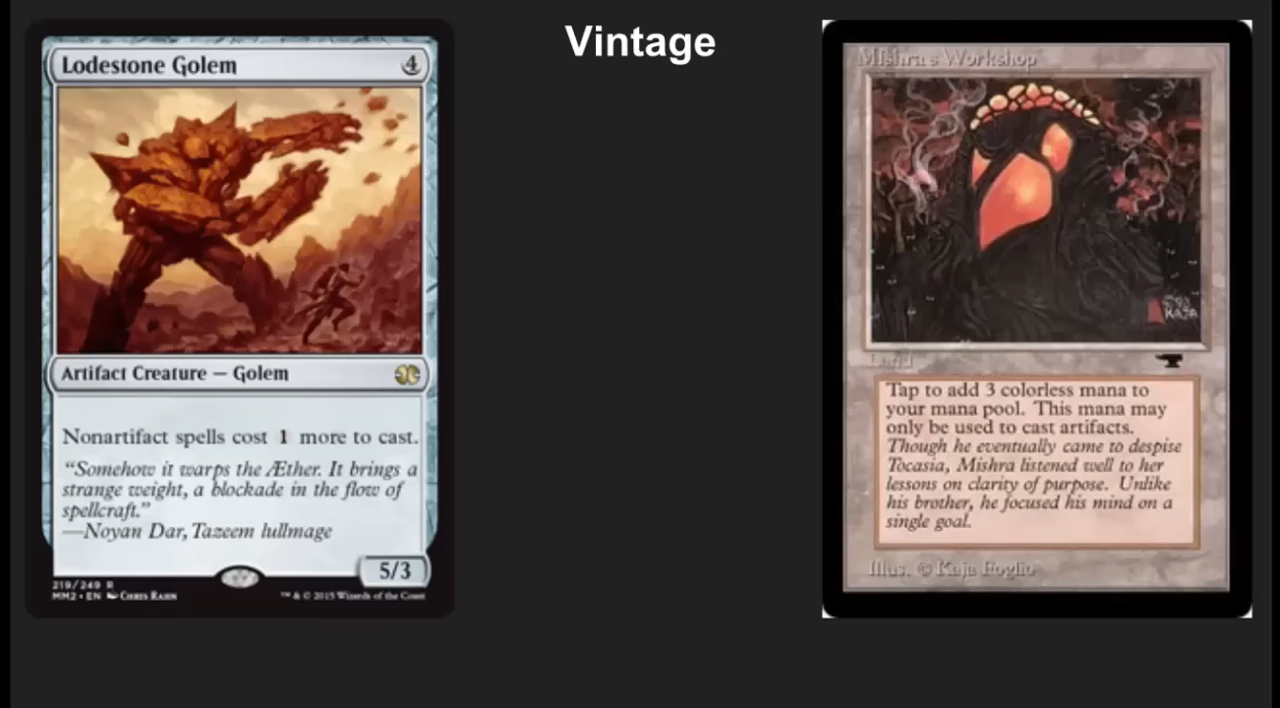 Vintage
Lodestone Golem 4
Artifact Creature — Golem
Nonartifact spells cost 1 more to cast.
“Somehow it warps the Æther. It brings a
strange weight, a blockade in the flow of
spellcraft.”
—Noyan Dar, Tazeem lullmage
5/3
219/249 R
MM2 • EN Chris Rahn
™ & © 2015 Wizards of the Coast
Mishra's Workshop
KAJA
Land
Tap to add 3 colorless mana to
your mana pool. This mana may
only be used to cast artifacts.
Though he eventually came to despise
Tocasia, Mishra listened well to her
lessons on clarity of purpose. Unlike
his brother, he focused his mind on a
single goal.
Illus. © Kaja Foglio